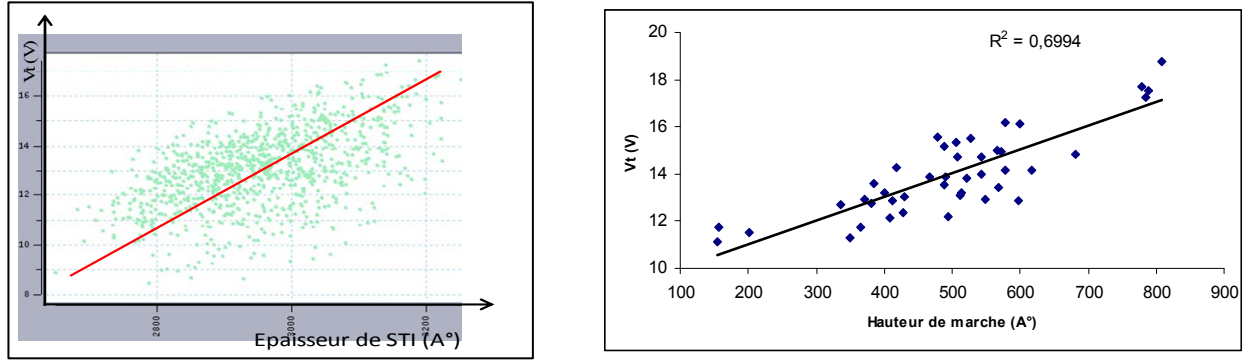 Vt (V)
16
14
12
10
8
2800
3000
3200
Epaisseur de STI (A°)
R² = 0,6994
20
18
16
14
12
10
Vt (V)
100 200 300 400 500 600 700 800 900
Hauteur de marche (A°)